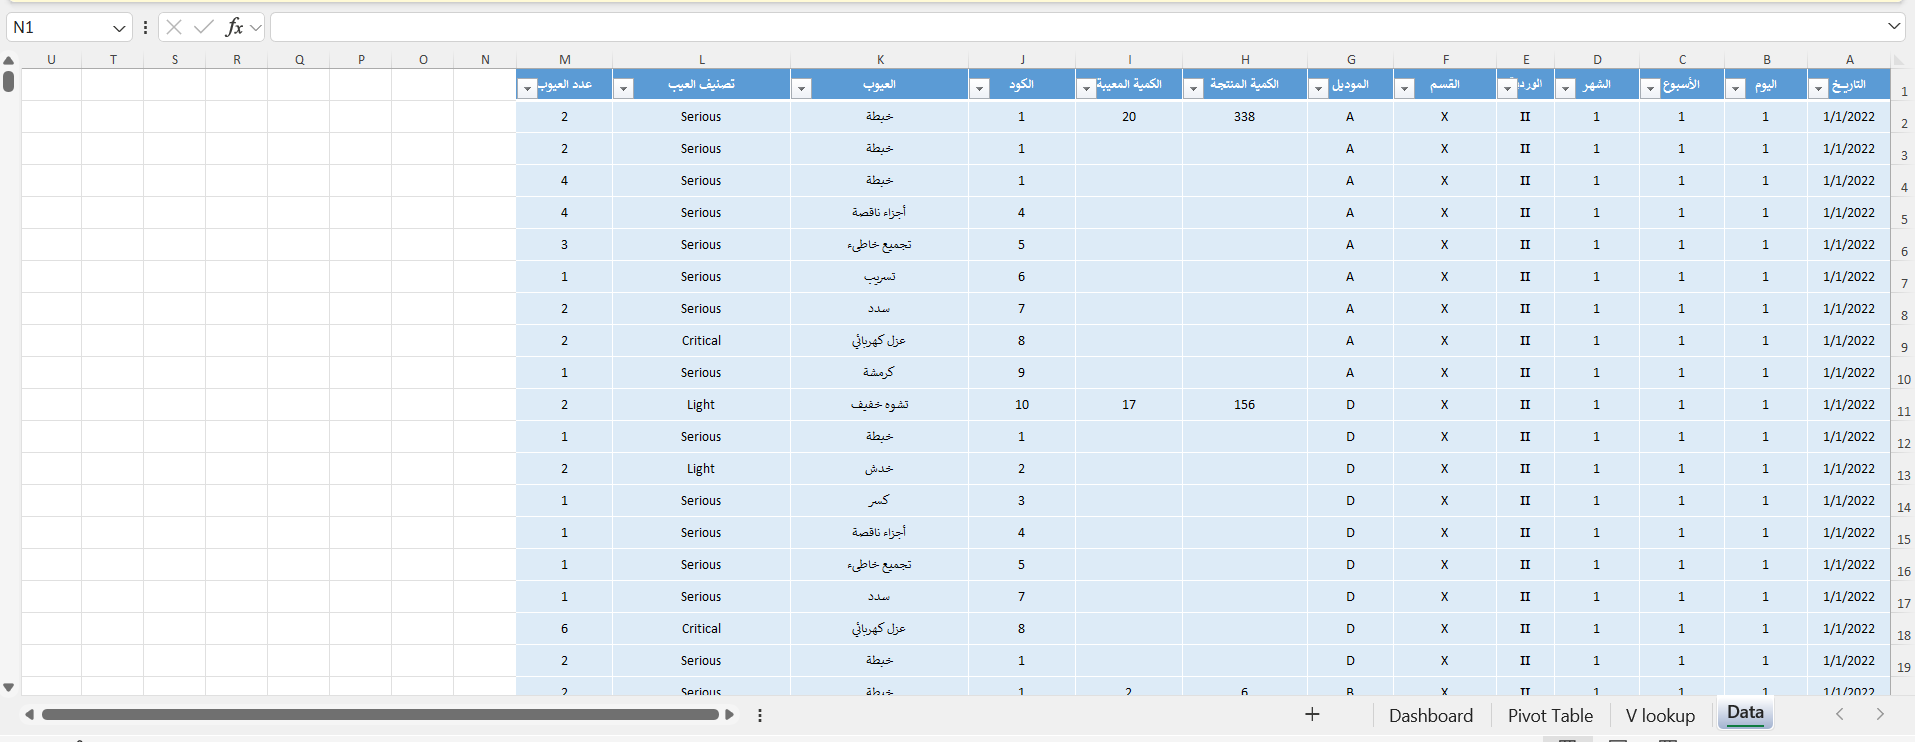 N1 fx
U T S R Q P O N M L K J I H G F E D C B A
التاريخ اليوم الأسبوع الشهر القسم الموديل الكمية المنتجة الكمية المعيبة الكود العيوب تصنيف العيب عدد العيوب 1
1/1/2022 1 1 1 II X A 338 20 1 خبطة Serious 2 2
1/1/2022 1 1 1 II X A 1 خبطة Serious 2 3
1/1/2022 1 1 1 II X A 1 خبطة Serious 4 4
1/1/2022 1 1 1 II X A 4 أجزاء ناقصة Serious 4 5
1/1/2022 1 1 1 II X A 5 تجميع خاطىء Serious 3 6
1/1/2022 1 1 1 II X A 6 تسريب Serious 1 7
1/1/2022 1 1 1 II X A 7 سدد Serious 2 8
1/1/2022 1 1 1 II X A 8 عزل كهربائي Critical 2 9
1/1/2022 1 1 1 II X A 9 كرمشة Serious 1 10
1/1/2022 1 1 1 II X D 156 17 10 تشوه خفيف Light 2 11
1/1/2022 1 1 1 II X D 1 خبطة Serious 1 12
1/1/2022 1 1 1 II X D 2 خدش Light 2 13
1/1/2022 1 1 1 II X D 3 كسر Serious 1 14
1/1/2022 1 1 1 II X D 4 أجزاء ناقصة Serious 1 15
1/1/2022 1 1 1 II X D 5 تجميع خاطىء Serious 1 16
1/1/2022 1 1 1 II X D 7 سدد Serious 1 17
1/1/2022 1 1 1 II X D 8 عزل كهربائي Critical 6 18
1/1/2022 1 1 1 II X D 1 خبطة Serious 2 19
1/1/2022 1 1 1 II X B 6 2 1 خبطة Serious 2
Dashboard Pivot Table V lookup Data